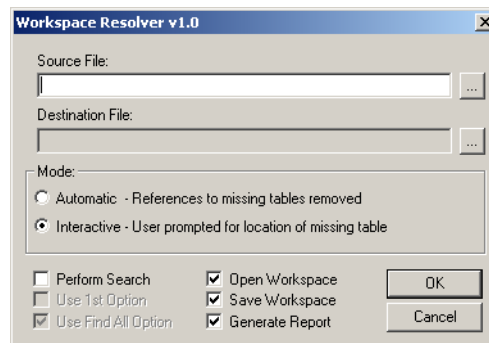 Workspace Resolver v1.0
Source File:
...
Destination File:
...
Mode:
Automatic - References to missing tables removed
Interactive - User prompted for location of missing table
Perform Search
Open Workspace
OK
Use 1st Option
Save Workspace
Use Find All Option
Generate Report
Cancel